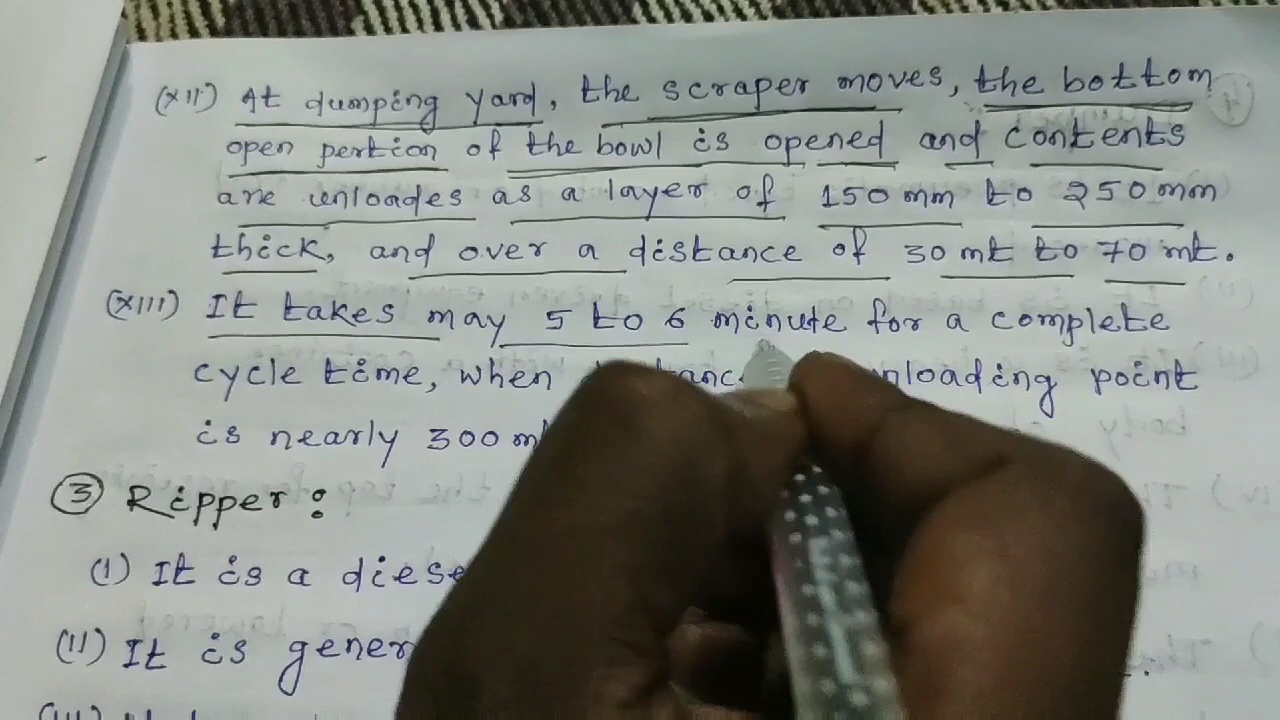 (XII) At dumping yard, the scraper moves, the bottom
open pertion of the bowl is opened and contents
are unloades as a layer of 150 mm to 250 mm
thick, and over a distance of 30 mt to 70 mt.
(XIII) It takes may 5 to 6 minute for a complete
cycle time, when unloading point
is nearly 300 mt
③ Ripper:
(I) It is a diese
(II) It is gener